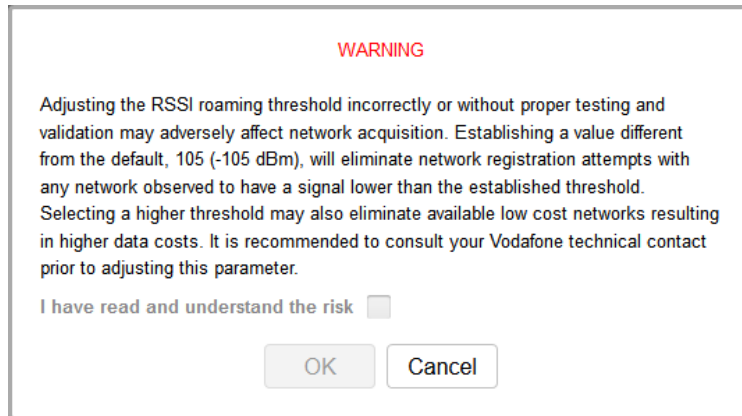 WARNING
Adjusting the RSSI roaming threshold incorrectly or without proper testing and
validation may adversely affect network acquisition. Establishing a value different
from the default, 105 (-105 dBm), will eliminate network registration attempts with
any network observed to have a signal lower than the established threshold.
Selecting a higher threshold may also eliminate available low cost networks resulting
in higher data costs. It is recommended to consult your Vodafone technical contact
prior to adjusting this parameter.
I have read and understand the risk
OK Cancel